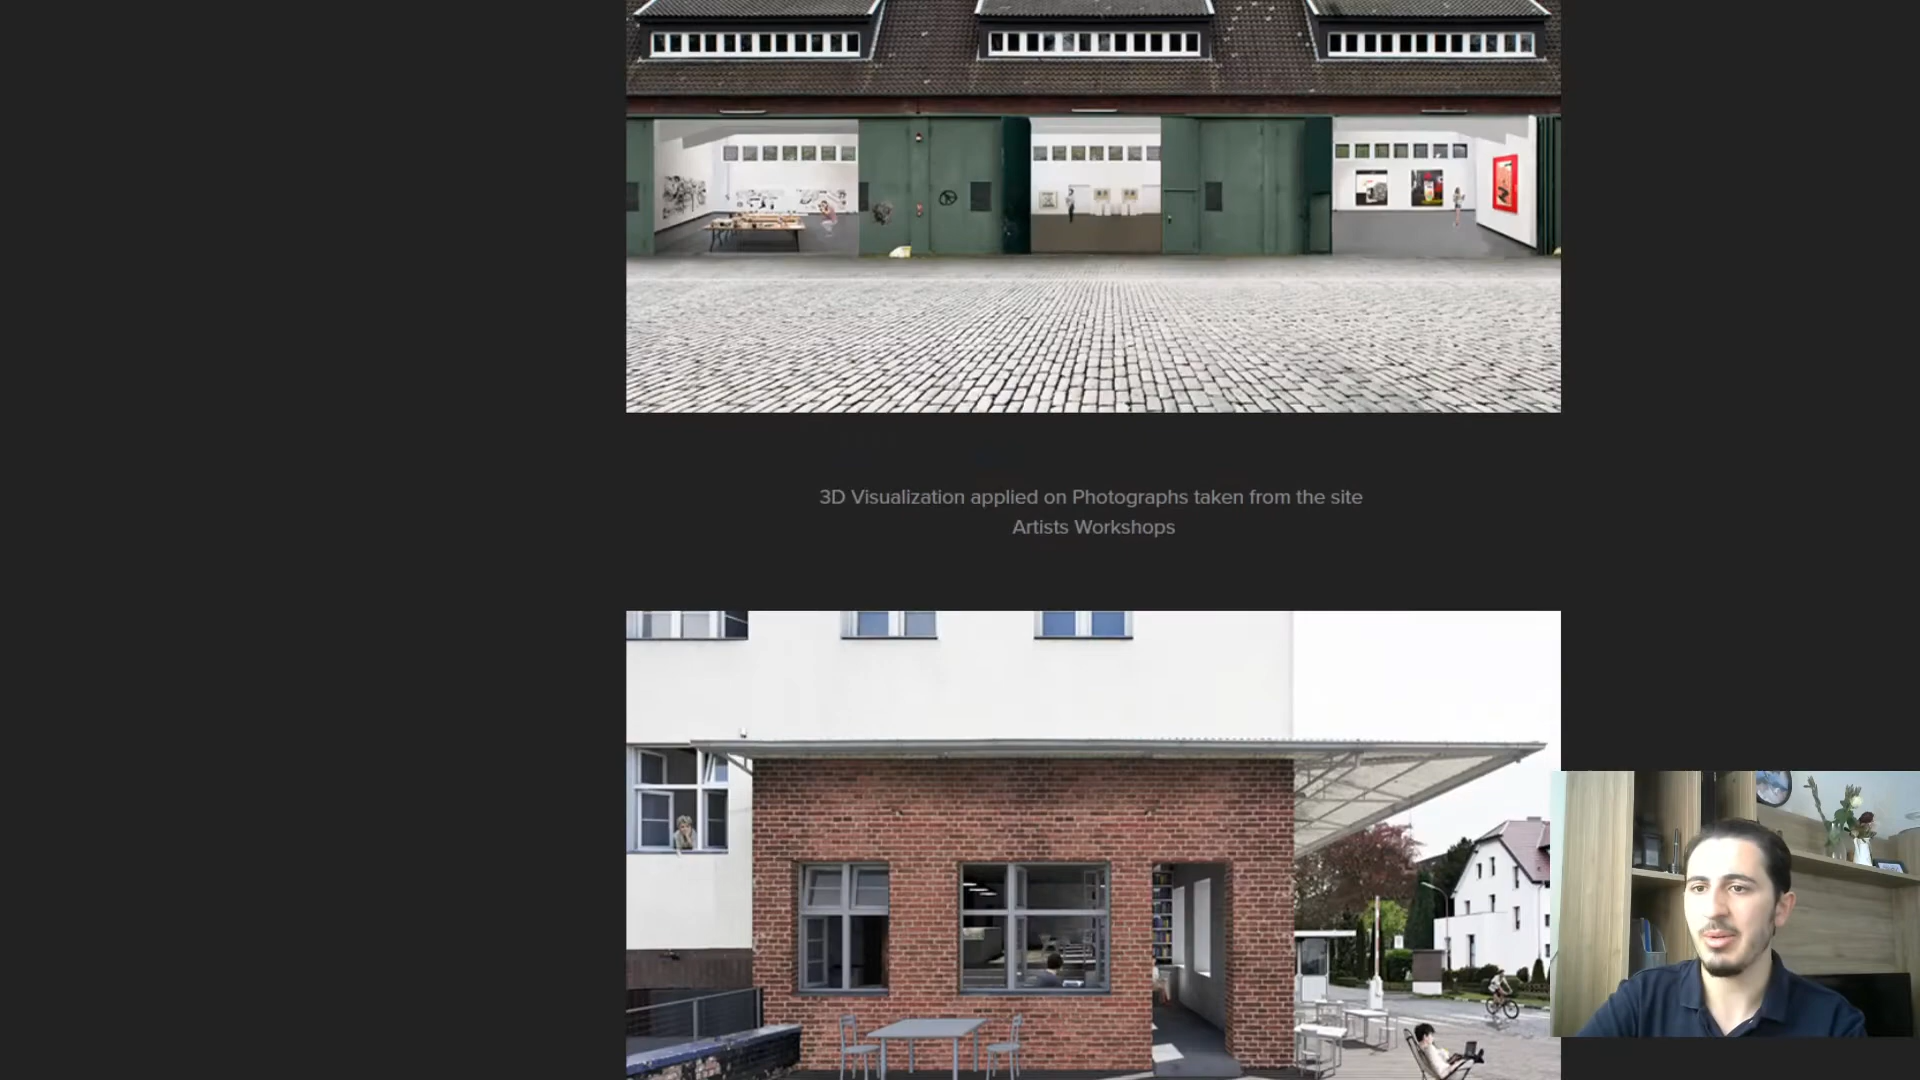 3D Visualization applied on Photographs taken from the site
Artists Workshops